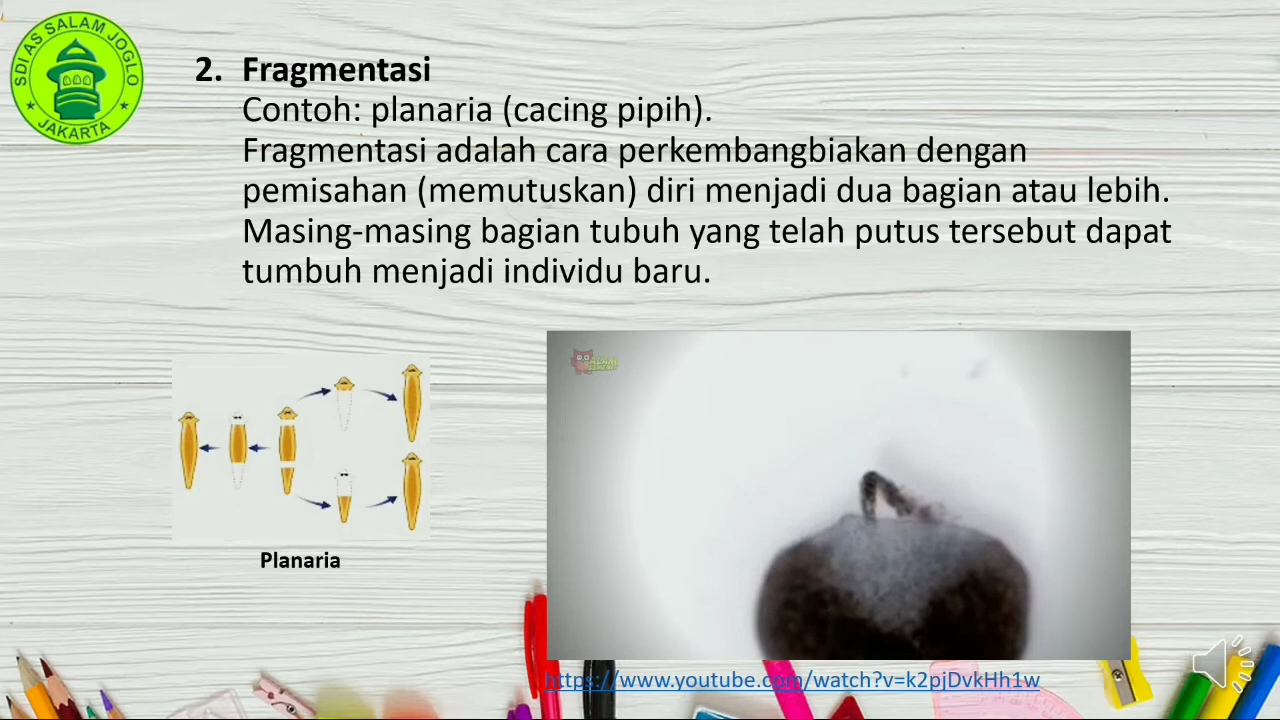 SDI AS SALAM JOGLO
JAKARTA
2. Fragmentasi
Contoh: planaria (cacing pipih).
Fragmentasi adalah cara perkembangbiakan dengan
pemisahan (memutuskan) diri menjadi dua bagian atau lebih.
Masing-masing bagian tubuh yang telah putus tersebut dapat
tumbuh menjadi individu baru.
Planaria
https://www.youtube.com/watch?v=k2pjDvkHh1w